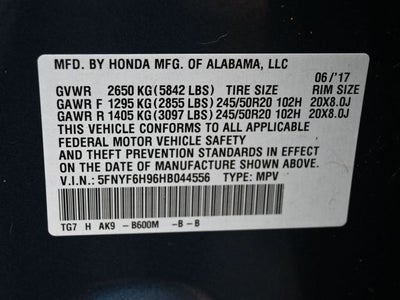 MFD. BY HONDA MFG. OF ALABAMA, LLC
06/'17
GVWR 2650 KG (5842 LBS) TIRE SIZE RIM SIZE
GAWR F 1295 KG (2855 LBS) 245/50R20 102H 20X8.0J
GAWR R 1405 KG (3097 LBS) 245/50R20 102H 20X8.0J
THIS VEHICLE CONFORMS TO ALL APPLICABLE
FEDERAL MOTOR VEHICLE SAFETY
AND THEFT PREVENTION STANDARDS IN EFFECT
ON THE DATE OF MANUFACTURE SHOWN ABOVE.
V.I.N.: 5FNYF6H96HB044556 TYPE: MPV
TG7 H AK9 -B600M -B -B